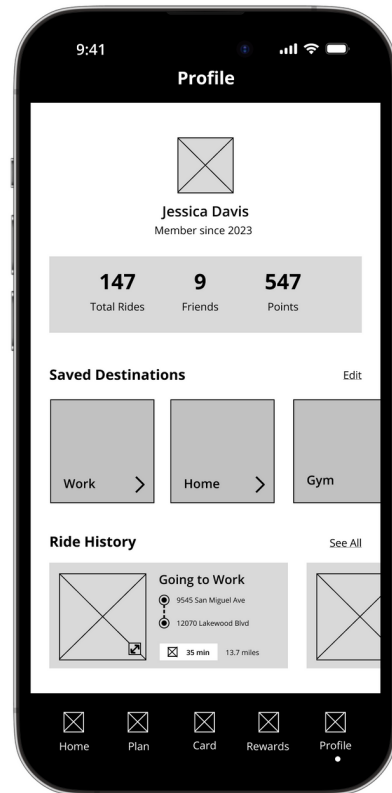 9:41
Profile
Jessica Davis
Member since 2023
147 9 547
Total Rides Friends Points
Saved Destinations Edit
Work Home Gym
Ride History See All
Going to Work
9545 San Miguel Ave
12070 Lakewood Blvd
35 min 13.7 miles
Home Plan Card Rewards Profile